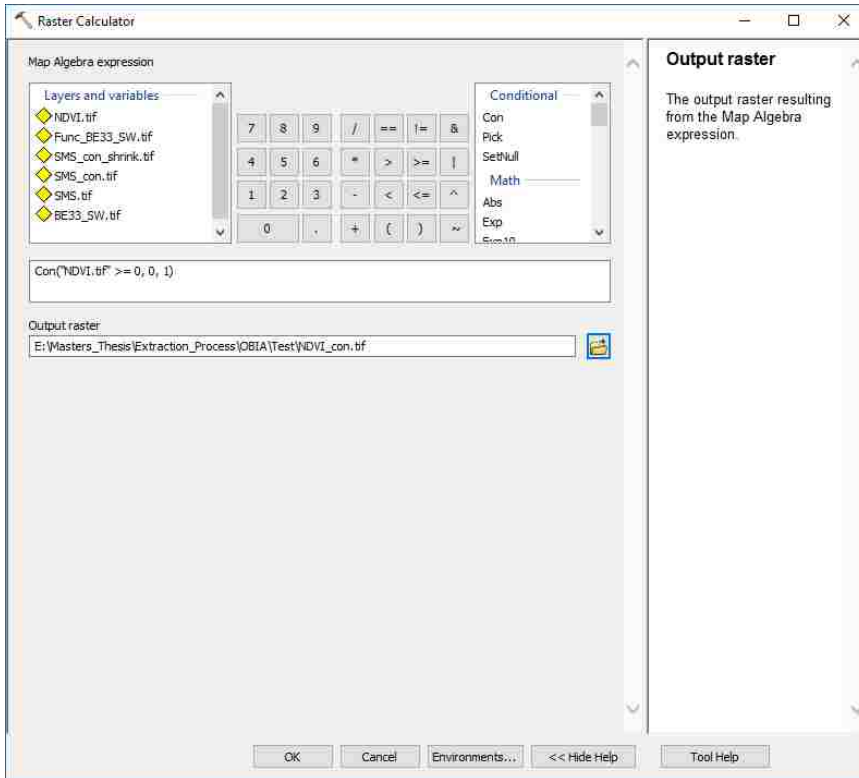 Raster Calculator
Map Algebra expression
Layers and variables
NDVI.tif
Func_BE33_SW.tif
SMS_con_shrink.tif
SMS_con.tif
SMS.tif
BE33_SW.tif
7 8 9 / == != &
4 5 6 * > >= |
1 2 3 - < <= ^
0 . + ( ) ~
Conditional
Con
Pick
SetNull
Math
Abs
Exp
Exp10
Con("NDVI.tif" >= 0, 0, 1)
Output raster
E:\Masters_Thesis\Extraction_Process\OBIA\Test\NDVI_con.tif
OK
Cancel
Environments...
<< Hide Help
Tool Help
Output raster
The output raster resulting
from the Map Algebra
expression.